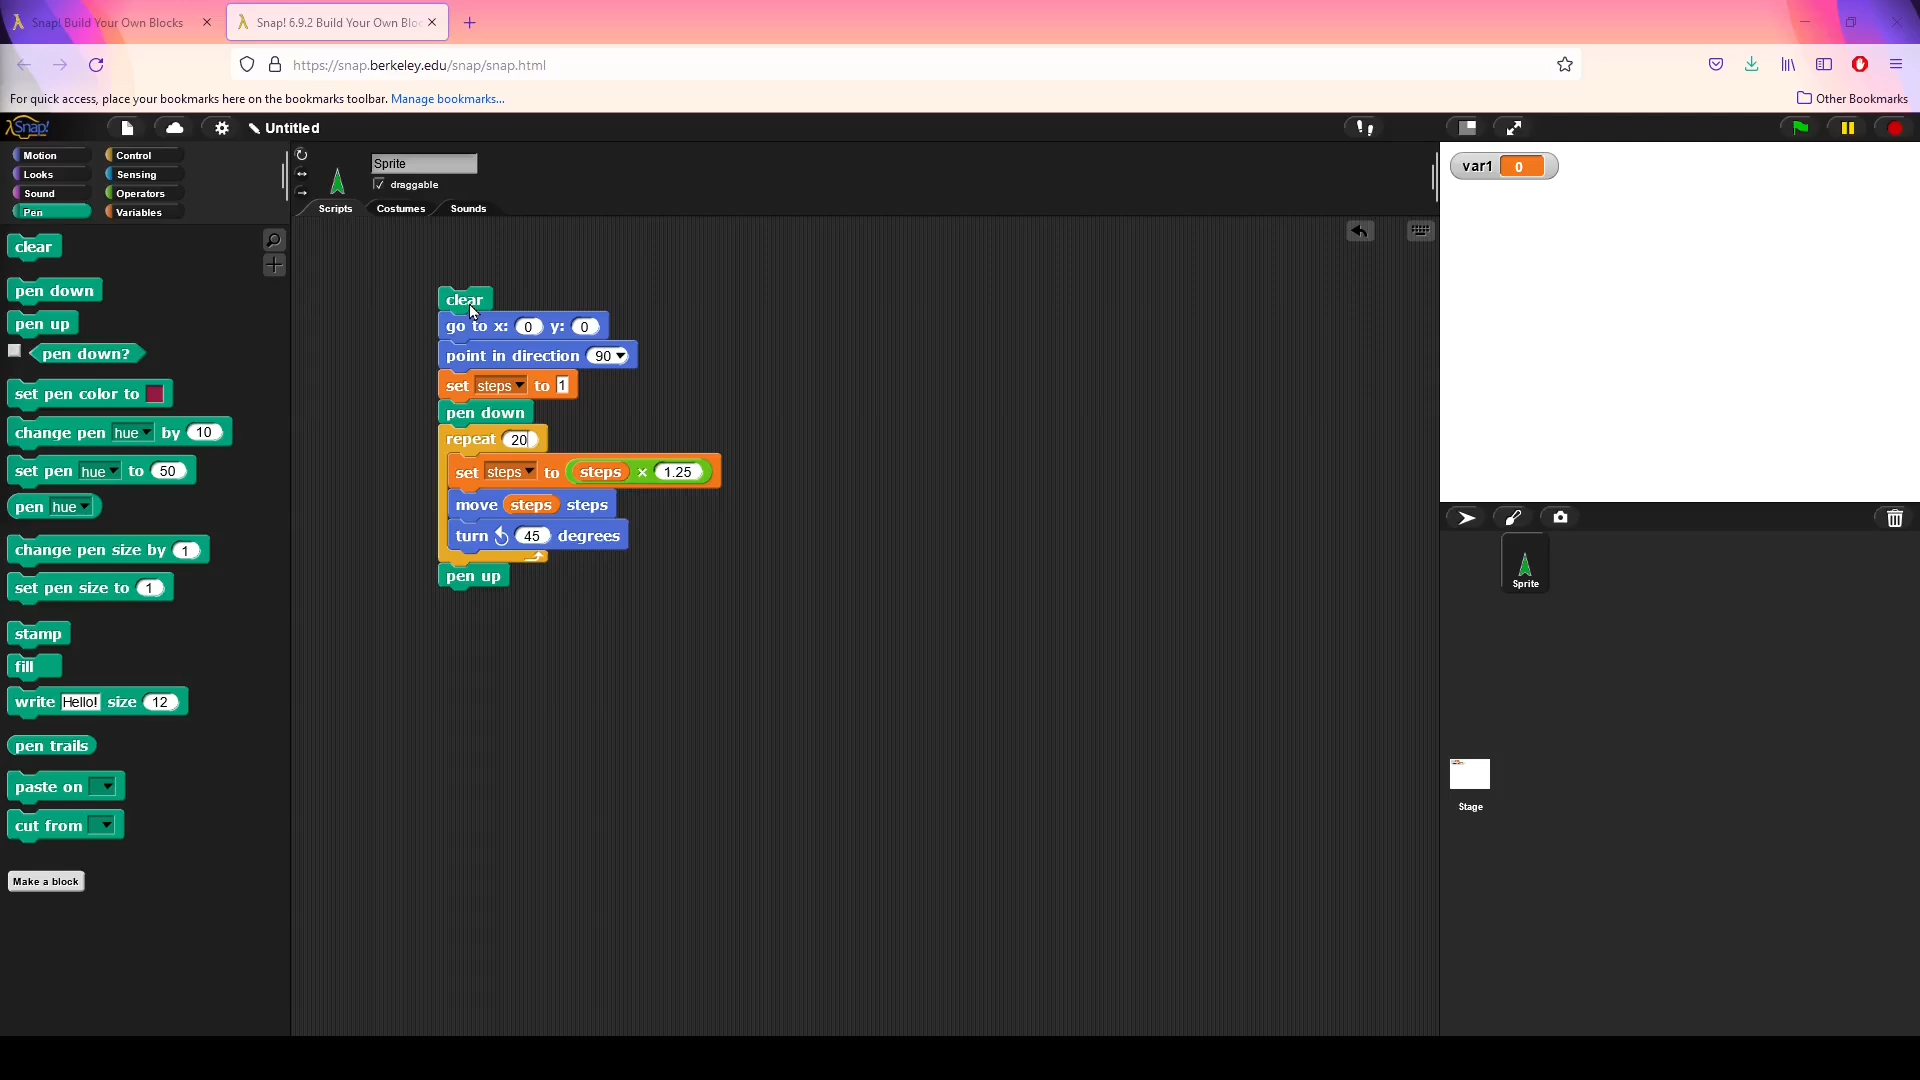 Snap! Build Your Own Blocks
Snap! 6.9.2 Build Your Own Bloc
https://snap.berkeley.edu/snap/snap.html
For quick access, place your bookmarks here on the bookmarks toolbar. Manage bookmarks...
Other Bookmarks
Snap!
Untitled
Motion
Control
Looks
Sensing
Sound
Operators
Pen
Variables
Sprite
draggable
Scripts
Costumes
Sounds
clear
pen down
pen up
pen down?
set pen color to
change pen hue by 10
set pen hue to 50
pen hue
change pen size by 1
set pen size to 1
stamp
fill
write Hello! size 12
pen trails
paste on
cut from
Make a block
clear
go to x: 0 y: 0
point in direction 90
set steps to 1
pen down
repeat 20
set steps to steps × 1.25
move steps steps
turn 45 degrees
pen up
var1 0
Sprite
Stage